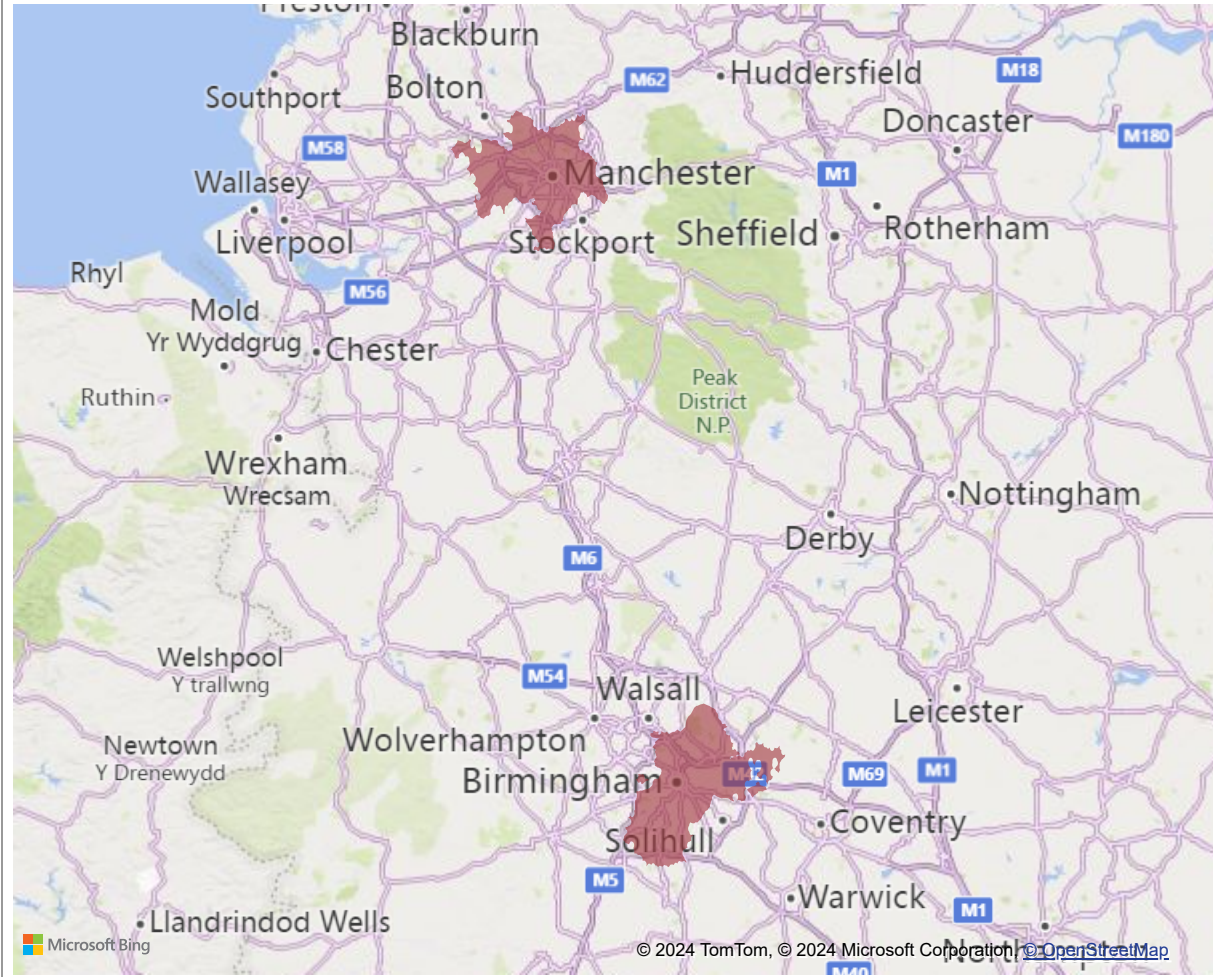 Preston
Blackburn
Bolton
M62
Huddersfield
M18
Southport
Doncaster
M58
M180
Manchester
M1
Wallasey
Liverpool
Stockport
Sheffield
Rotherham
Rhyl
M56
Mold
Yr Wyddgrug
Chester
Ruthin
Peak
District
N.P.
Wrexham
Wrecsam
Nottingham
Derby
M6
Welshpool
Y trallwng
M54
Walsall
Leicester
Newtown
Y Drenewydd
Wolverhampton
Birmingham
M42
M69
M1
Solihull
Coventry
M5
Warwick
M1
Llandrindod Wells
Microsoft Bing
Northampton
© 2024 TomTom, © 2024 Microsoft Corporation, © OpenStreetMap
M40